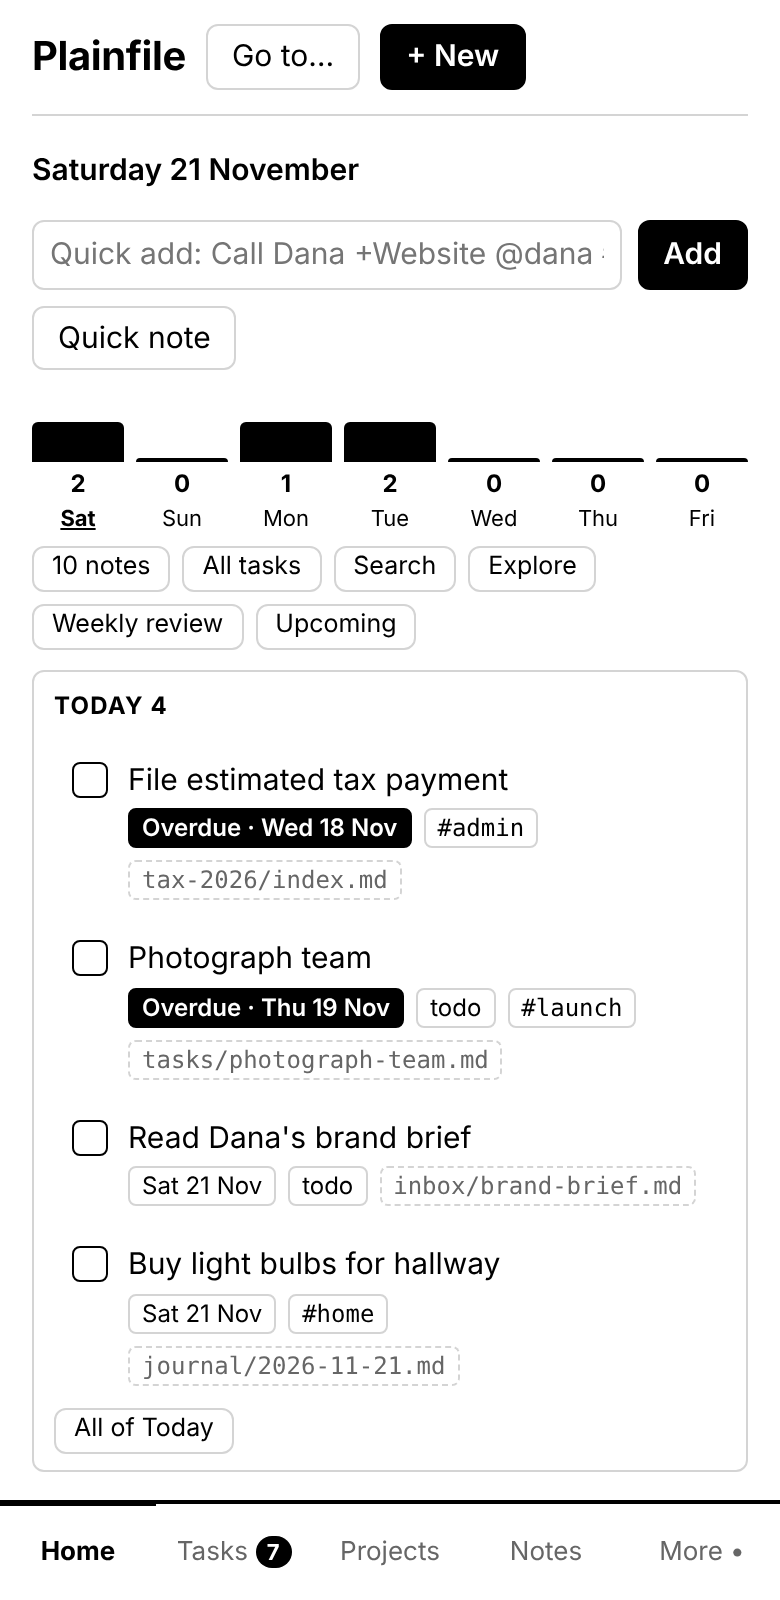 Plainfile Go to... + New
Saturday 21 November
Quick add: Call Dana +Website @dana Add
Quick note
2 0 1 2 0 0 0
Sat Sun Mon Tue Wed Thu Fri
10 notes All tasks Search Explore
Weekly review Upcoming
TODAY 4
File estimated tax payment
Overdue · Wed 18 Nov #admin
tax-2026/index.md
Photograph team
Overdue · Thu 19 Nov todo #launch
tasks/photograph-team.md
Read Dana's brand brief
Sat 21 Nov todo inbox/brand-brief.md
Buy light bulbs for hallway
Sat 21 Nov #home
journal/2026-11-21.md
All of Today
Home Tasks 7 Projects Notes More •